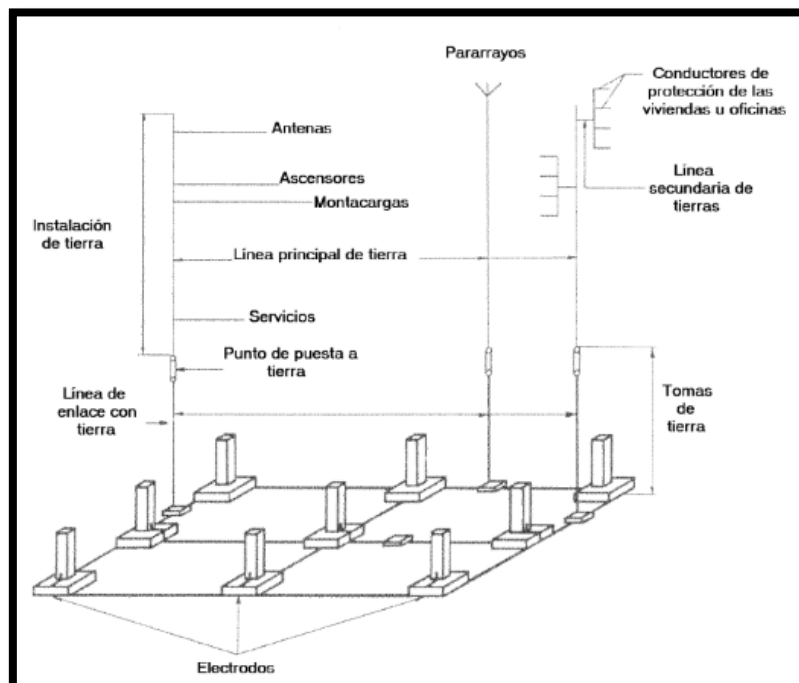 Pararrayos
Conductores de
protección de las
viviendas u oficinas
Antenas
Ascensores
Montacargas
Línea
secundaria de
tierras
Instalación
de tierra
Línea principal de tierra
Servicios
Punto de puesta a
tierra
Línea de
enlace con
tierra
Tomas
de
tierra
Electrodos